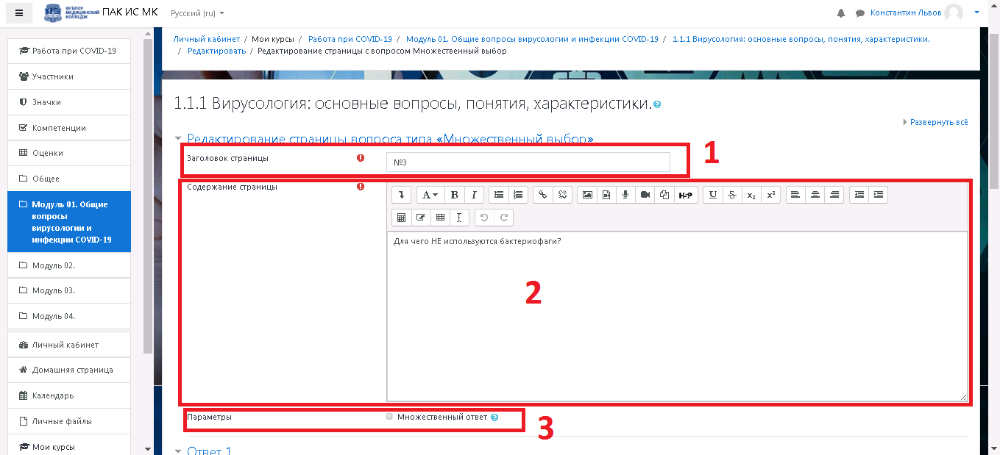 ФГБПОУ МЕДИЦИНСКИЙ КОЛЛЕДЖ ПАК ИС МК Русский (ru) Константин Львов
Работа при COVID-19
Участники
Значки
Компетенции
Оценки
Общее
Модуль 01. Общие
вопросы
вирусологии и
инфекции COVID-19
Модуль 02.
Модуль 03.
Модуль 04.
Личный кабинет
Домашняя страница
Календарь
Личные файлы
Мои курсы
Личный кабинет / Мои курсы / Работа при COVID-19 / Модуль 01. Общие вопросы вирусологии и инфекции COVID-19 / 1.1.1 Вирусология: основные вопросы, понятия, характеристики.
/ Редактировать / Редактирование страницы с вопросом Множественный выбор
1.1.1 Вирусология: основные вопросы, понятия, характеристики.
Развернуть всё
Редактирование страницы вопроса типа «Множественный выбор»
Заголовок страницы №3
1
Содержание страницы
A B I H-P U S x₂ x²
Для чего НЕ используются бактериофаги?
2
Параметры Множественный ответ
3
Ответ 1